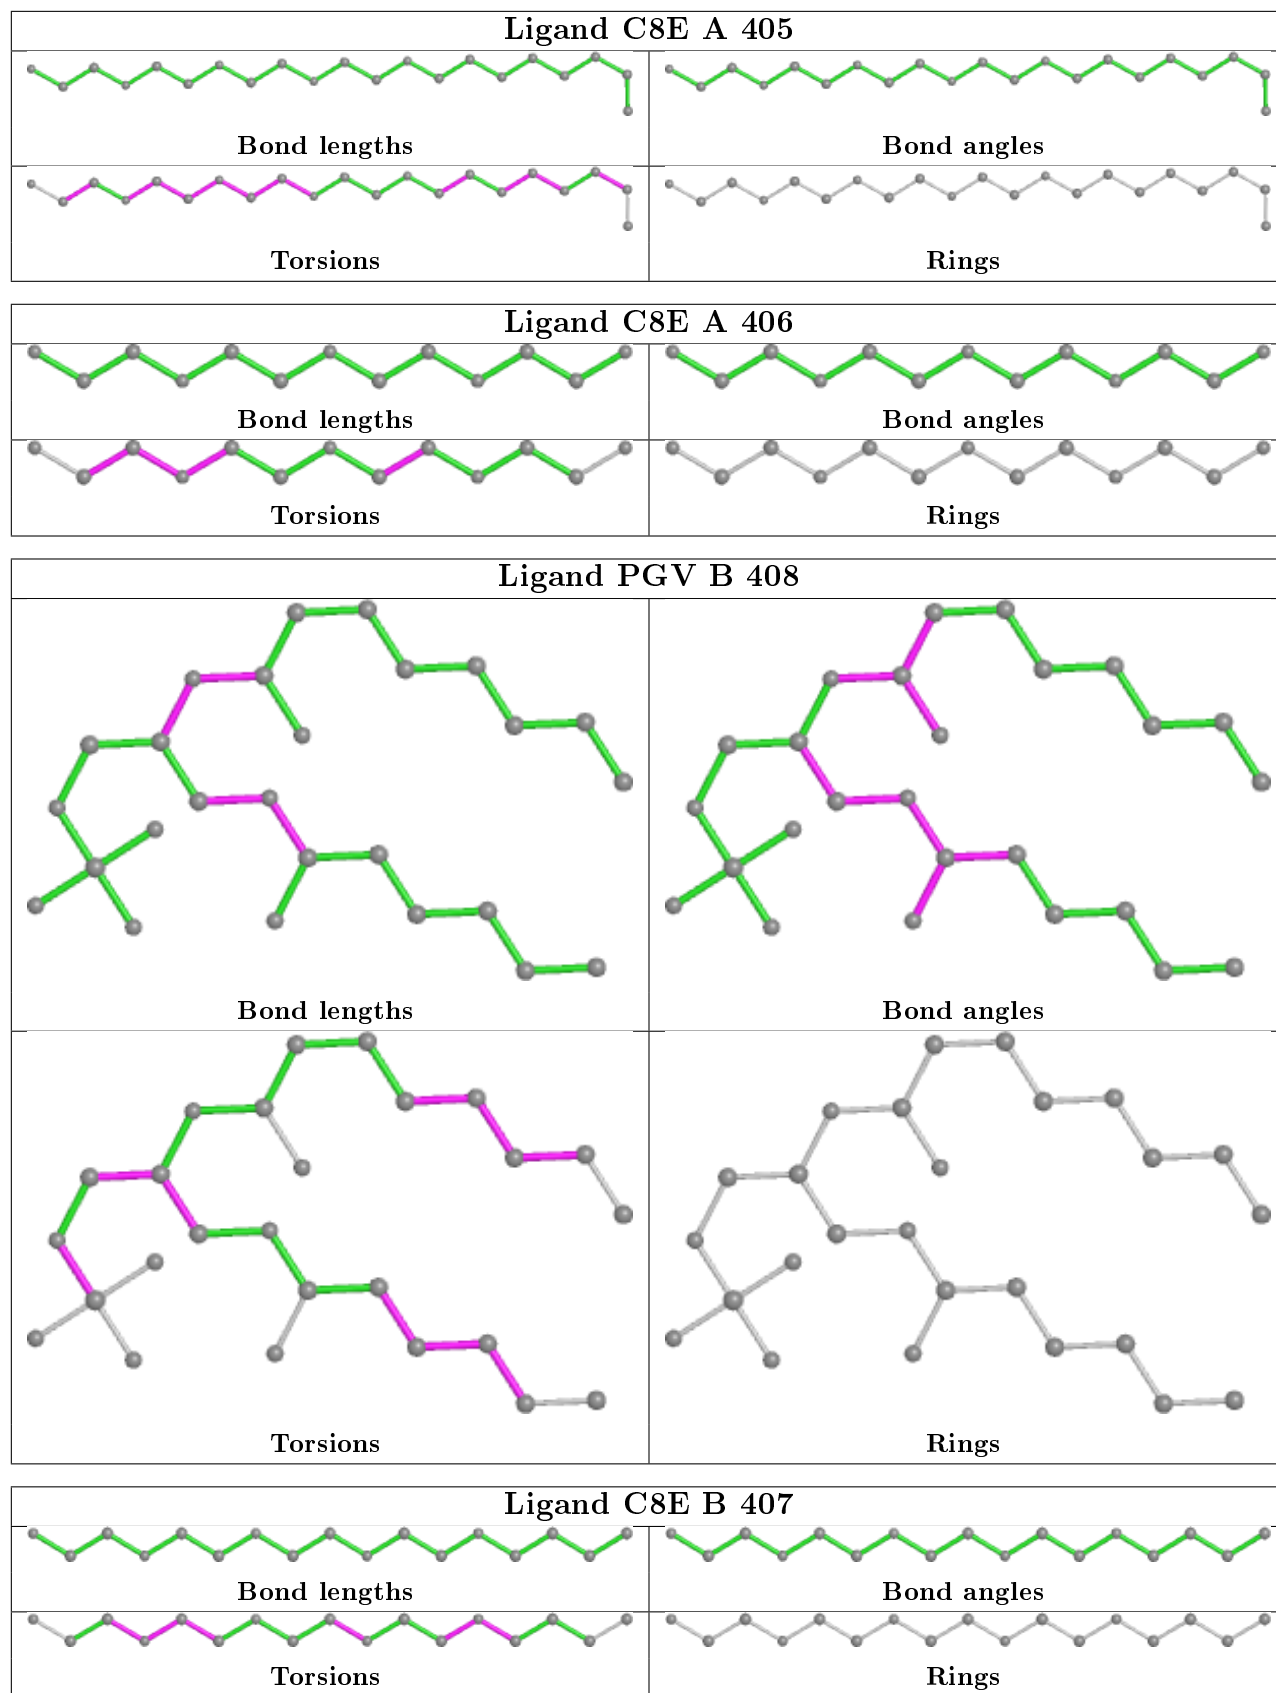 Ligand C8E A 405
Bond lengths
Bond angles
Torsions
Rings
Ligand C8E A 406
Bond lengths
Bond angles
Torsions
Rings
Ligand PGV B 408
Bond lengths
Bond angles
Torsions
Rings
Ligand C8E B 407
Bond lengths
Bond angles
Torsions
Rings